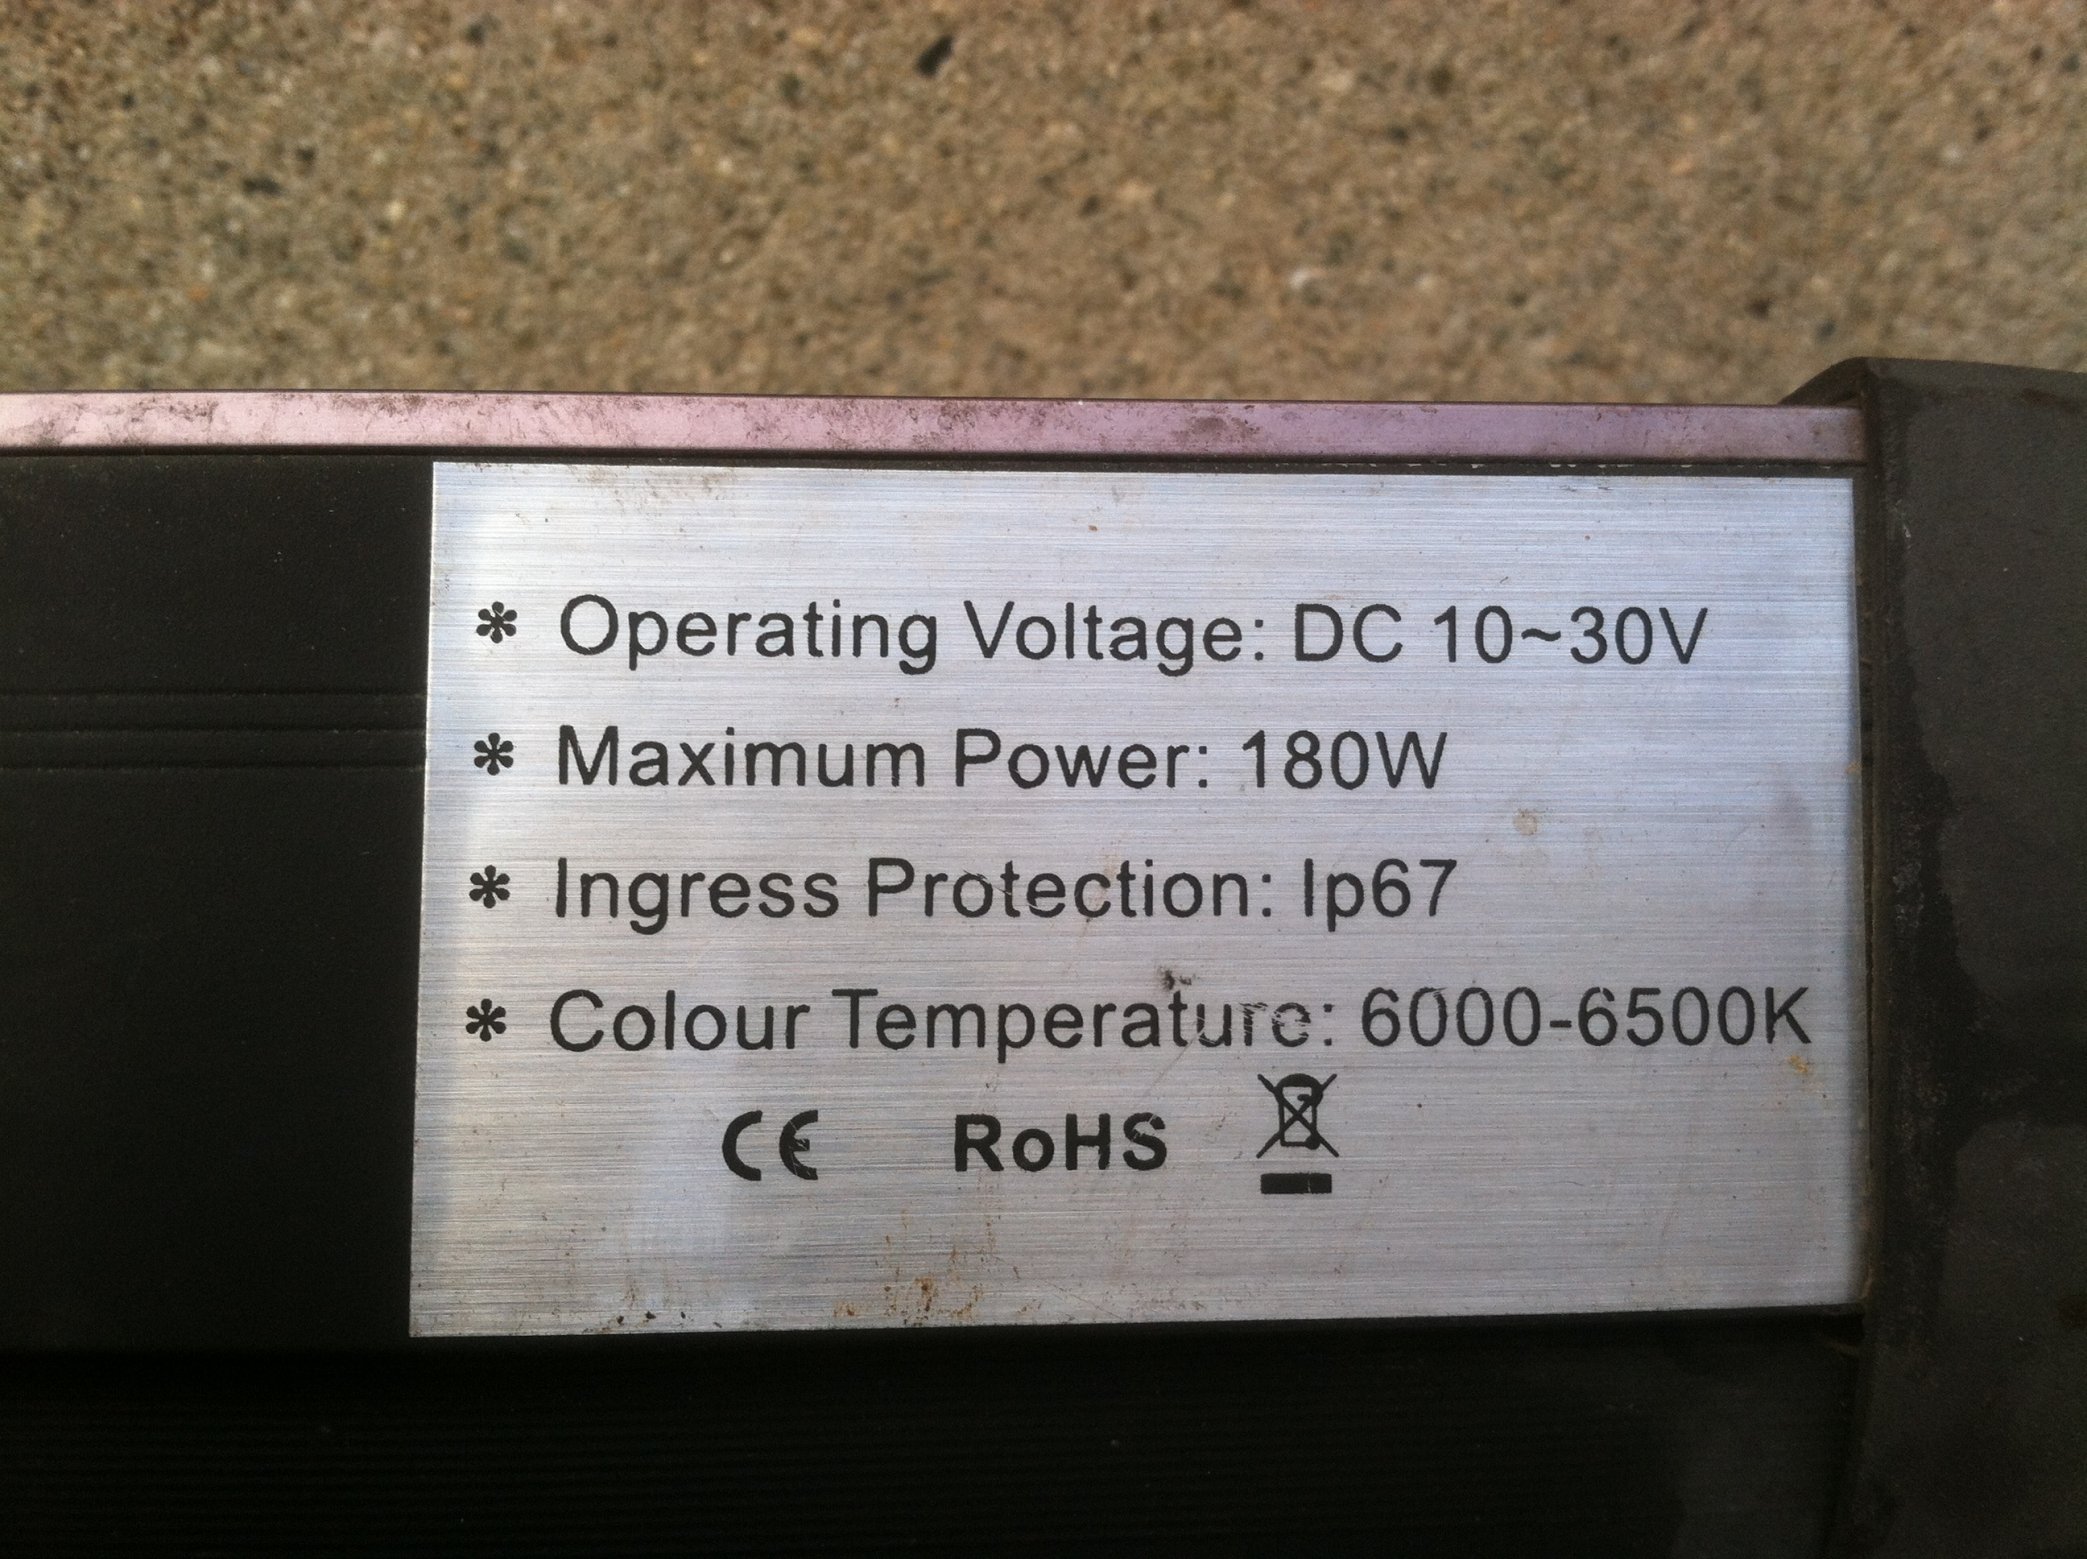 * Operating Voltage: DC 10~30V
* Maximum Power: 180W
* Ingress Protection: Ip67
* Colour Temperature: 6000-6500K
CE RoHS